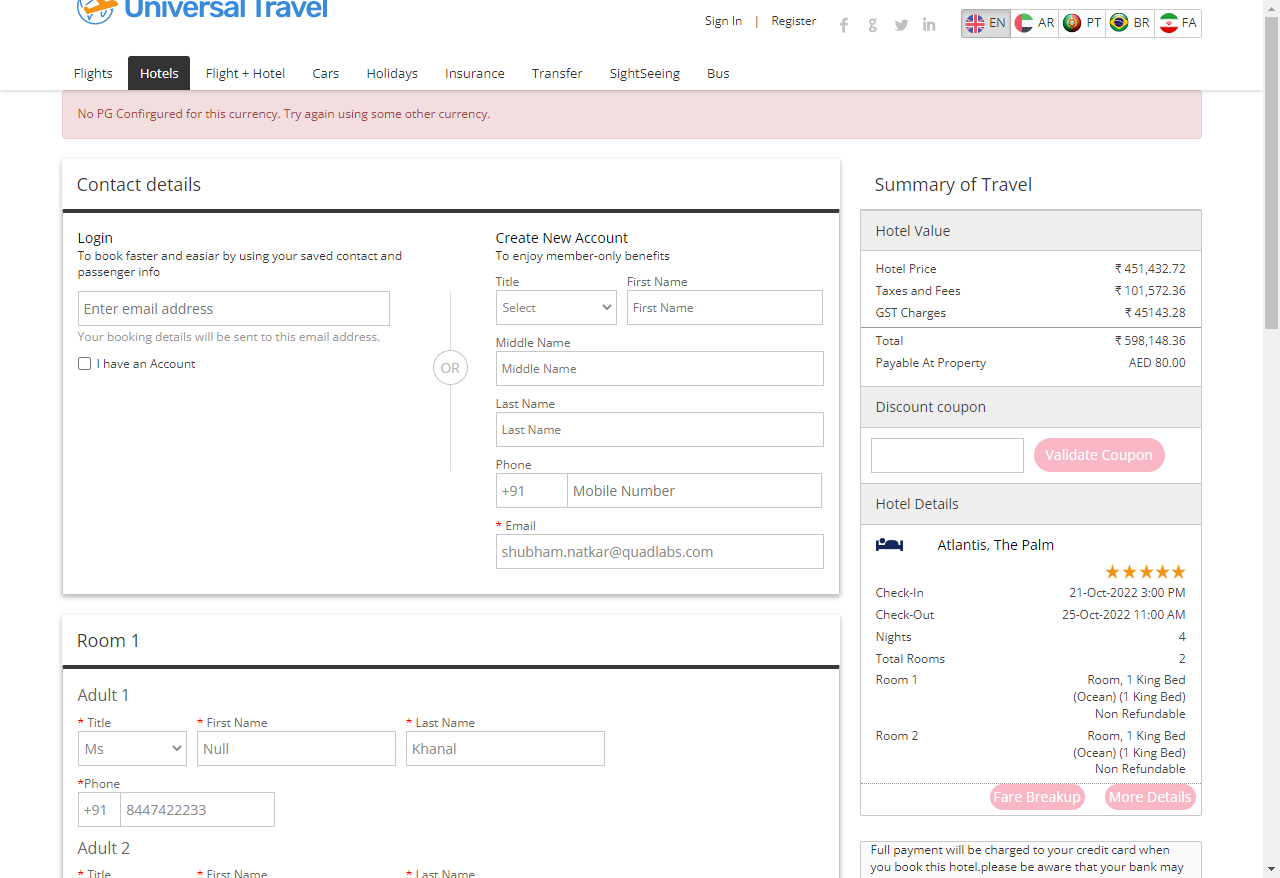 Universal Travel
Sign In | Register
EN AR PT BR FA
Flights Hotels Flight + Hotel Cars Holidays Insurance Transfer SightSeeing Bus
No PG Confirgured for this currency. Try again using some other currency.
Contact details
Login
To book faster and easiar by using your saved contact and
passenger info
Enter email address
Your booking details will be sent to this email address.
I have an Account
OR
Create New Account
To enjoy member-only benefits
Title First Name
Select First Name
Middle Name
Middle Name
Last Name
Last Name
Phone
+91 Mobile Number
* Email
shubham.natkar@quadlabs.com
Room 1
Adult 1
* Title * First Name * Last Name
Ms Null Khanal
*Phone
+91 8447422233
Adult 2
* Title * First Name * Last Name
Summary of Travel
Hotel Value
Hotel Price ₹ 451,432.72
Taxes and Fees ₹ 101,572.36
GST Charges ₹ 45143.28
Total ₹ 598,148.36
Payable At Property AED 80.00
Discount coupon
Validate Coupon
Hotel Details
Atlantis, The Palm
Check-In 21-Oct-2022 3:00 PM
Check-Out 25-Oct-2022 11:00 AM
Nights 4
Total Rooms 2
Room 1 Room, 1 King Bed
(Ocean) (1 King Bed)
Non Refundable
Room 2 Room, 1 King Bed
(Ocean) (1 King Bed)
Non Refundable
Fare Breakup More Details
Full payment will be charged to your credit card when
you book this hotel.please be aware that your bank may